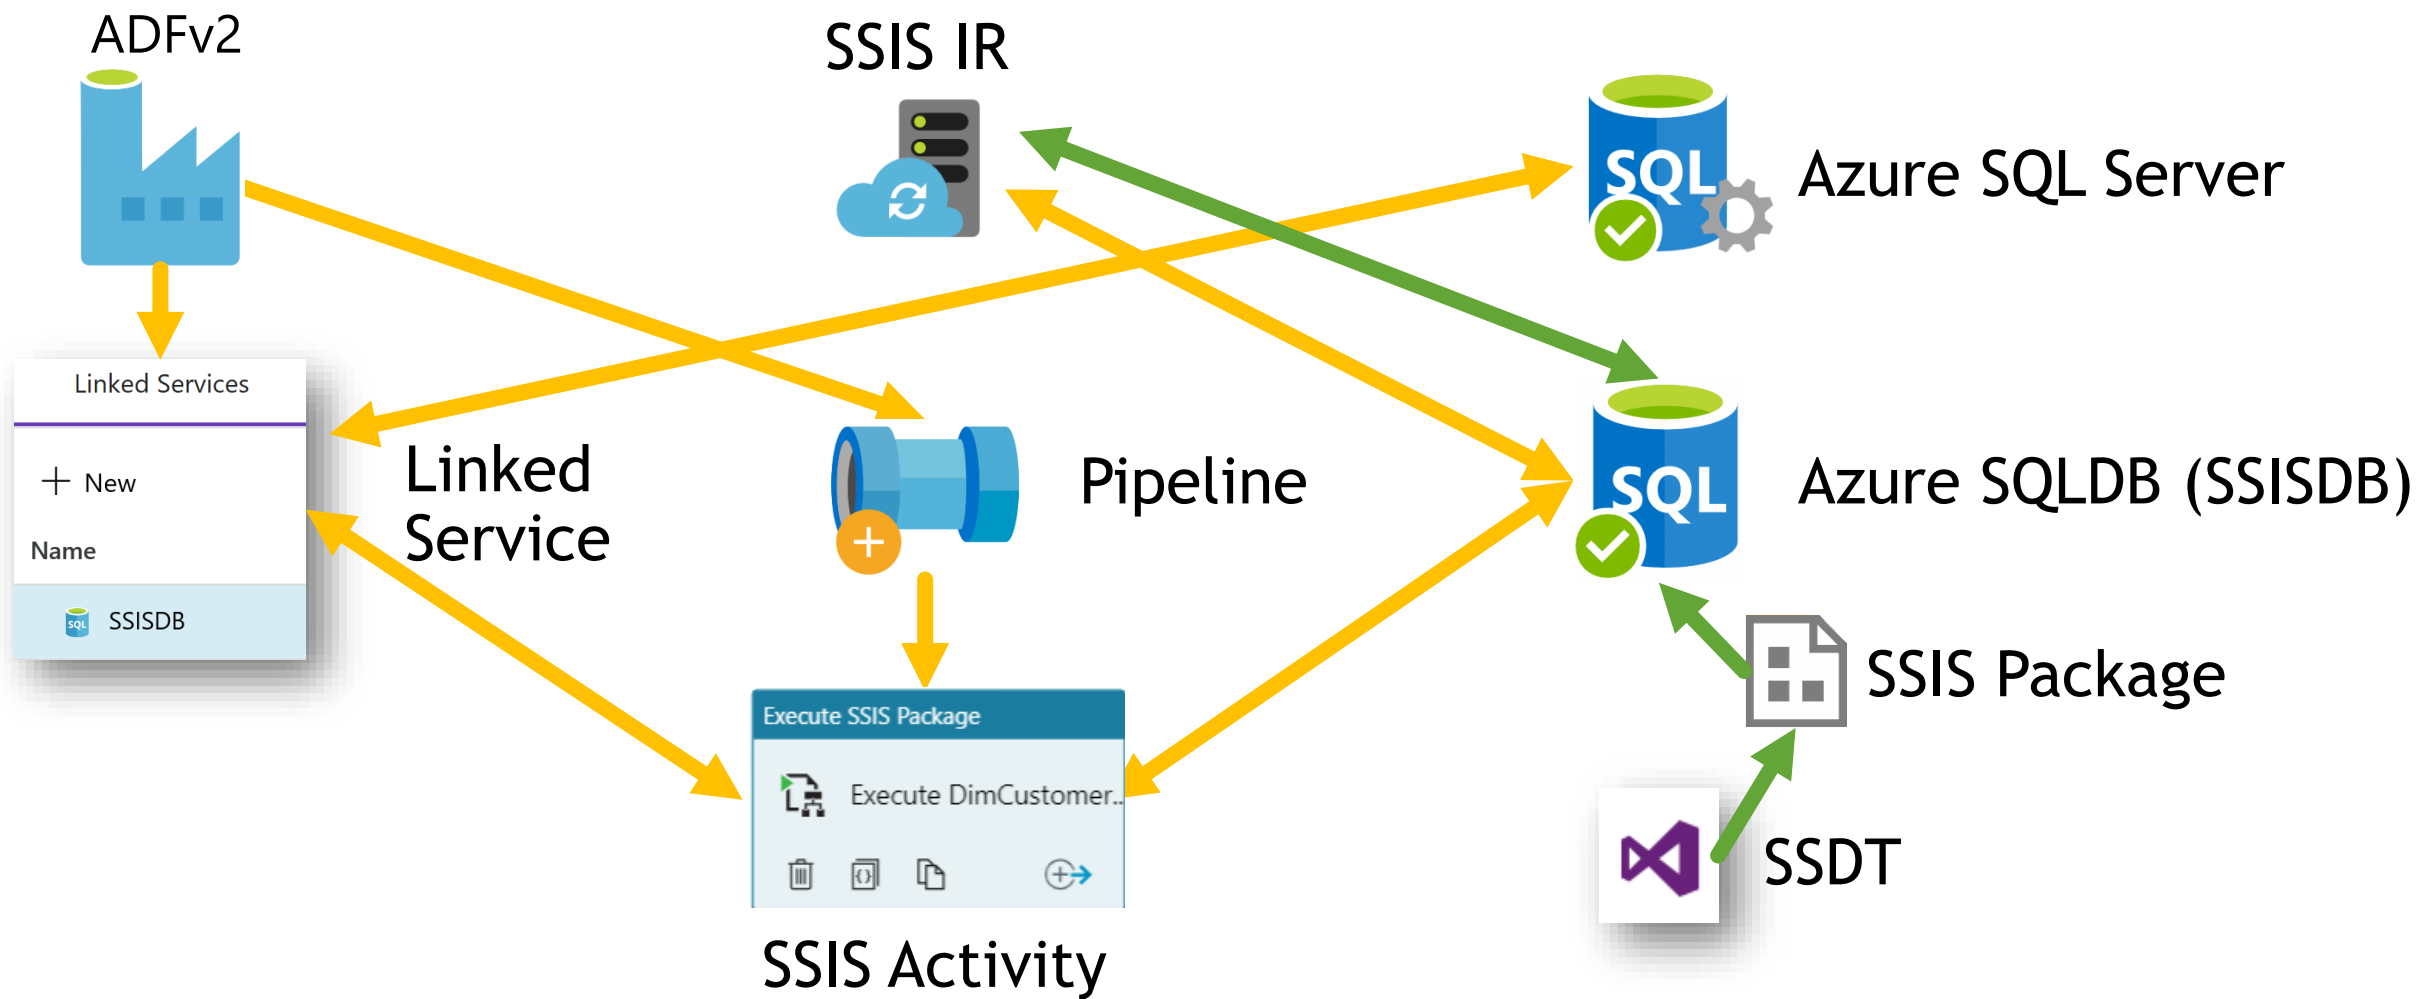 ADFv2
SSIS IR
SQL
Azure SQL Server
Linked Services
New
Name
SQL
SSISDB
Linked
Service
Pipeline
SQL
Azure SQLDB (SSISDB)
Execute SSIS Package
Execute DimCustomer..
SSIS Activity
SSIS Package
SSDT